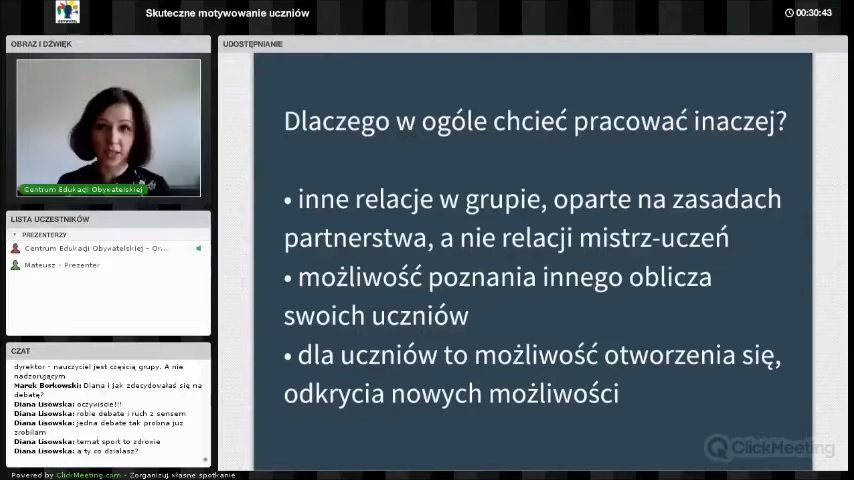 Skuteczne motywowanie uczniów
00:30:43
OBRAZ I DŹWIĘK
Centrum Edukacji Obywatelskiej
LISTA UCZESTNIKÓW
PREZENTERZY
Centrum Edukacji Obywatelskiej - Gr...
Mateusz - Prezenter
CZAT
dyrektor - nauczyciel jest częścią grupy. A nie
nadzorującym
Marek Borkowski: Diana i jak zdecydowałaś się na
debatę?
Diana Lisowska: oczywiście!!!
Diana Lisowska: robie debate i ruch z sensem
Diana Lisowska: jedna debate tak probna juz
zrobilam
Diana Lisowska: temat sport to zdrowie
Diana Lisowska: a ty co dzialasz?
UDOSTĘPNIANIE
Dlaczego w ogóle chcieć pracować inaczej?
• inne relacje w grupie, oparte na zasadach
partnerstwa, a nie relacji mistrz-uczeń
• możliwość poznania innego oblicza
swoich uczniów
• dla uczniów to możliwość otworzenia się,
odkrycia nowych możliwości
ClickMeeting
Powered by ClickMeeting.com - Zorganizuj własne spotkanie